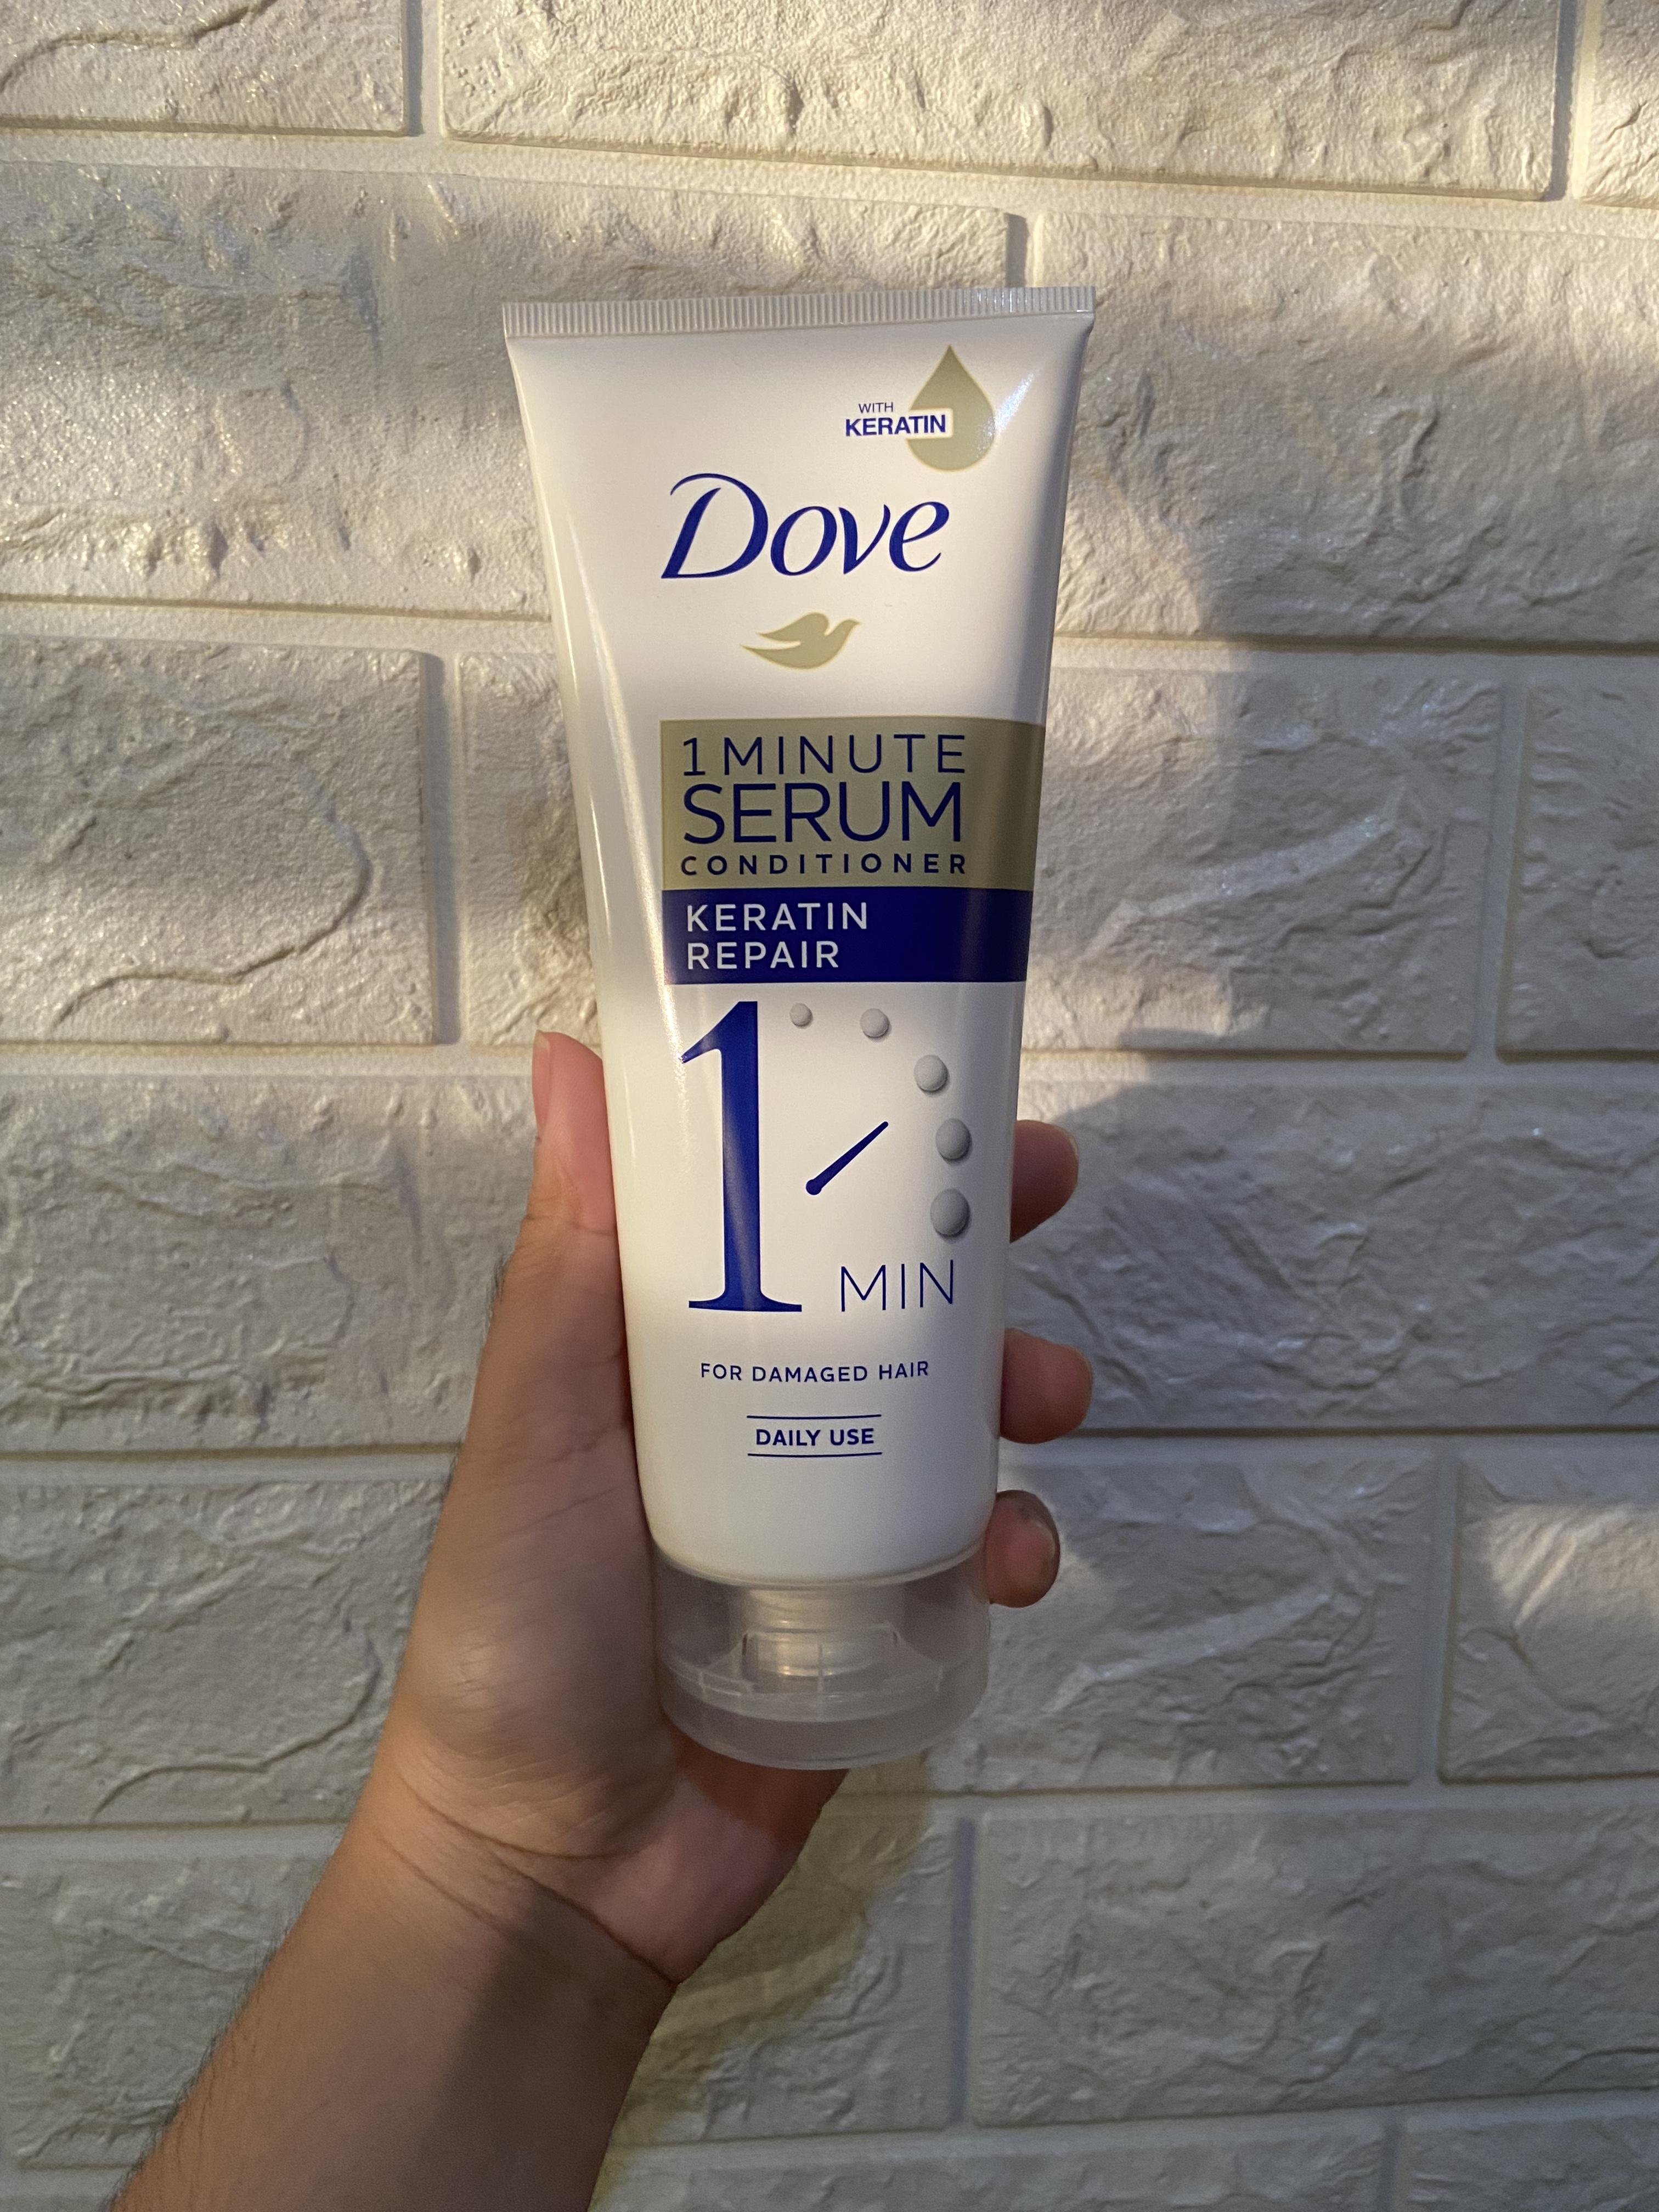 WITH
KERATIN
Dove
1 MINUTE
SERUM
CONDITIONER
KERATIN
REPAIR
1 MIN
FOR DAMAGED HAIR
DAILY USE